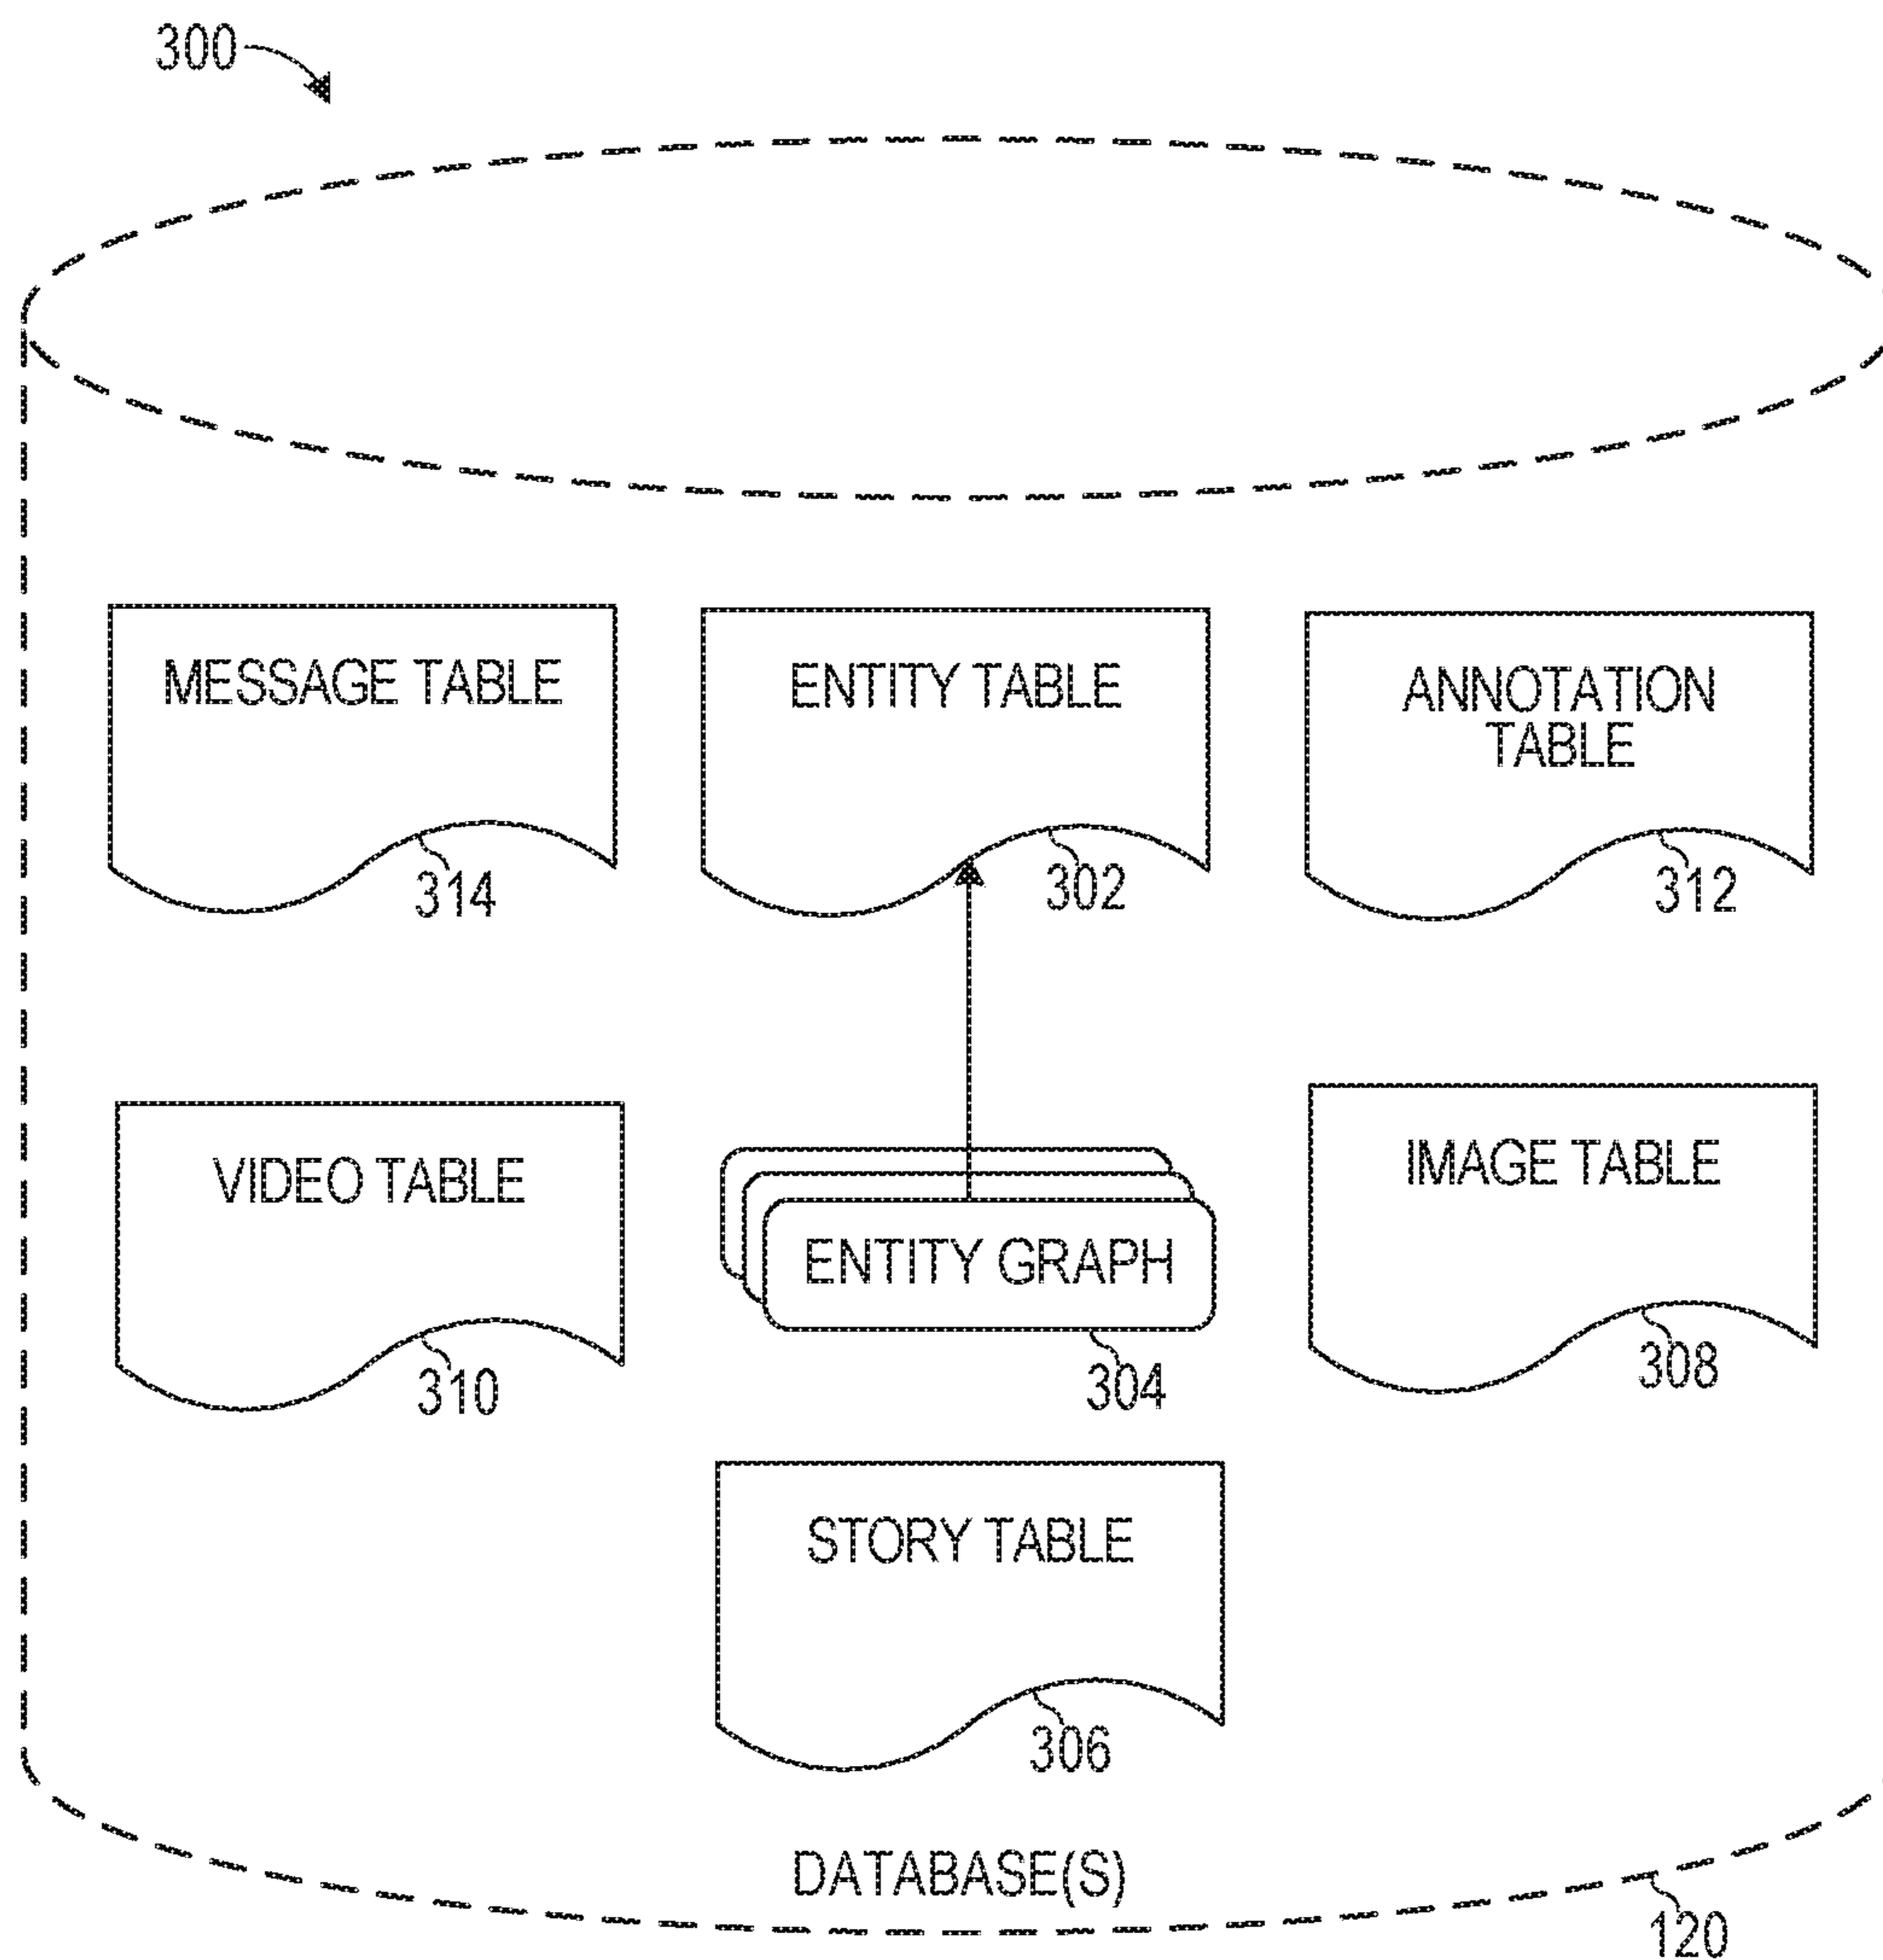 300
MESSAGE TABLE
314
ENTITY TABLE
302
ANNOTATION
TABLE
312
VIDEO TABLE
310
ENTITY GRAPH
304
IMAGE TABLE
308
STORY TABLE
306
DATABASE(S)
120